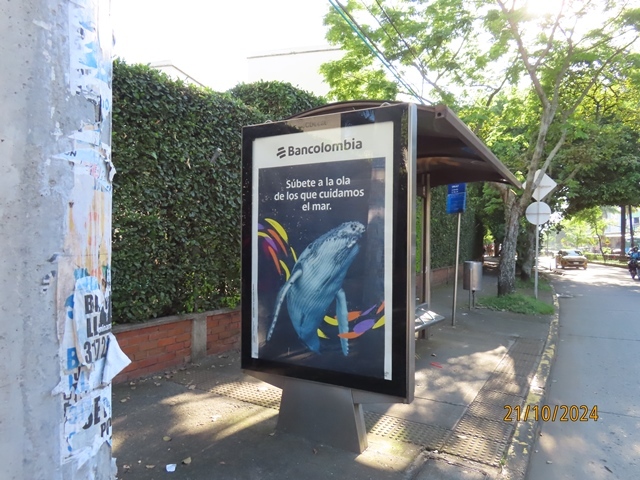 Bancolombia
Súbete a la ola
de los que cuidamos
el mar.
21/10/2024